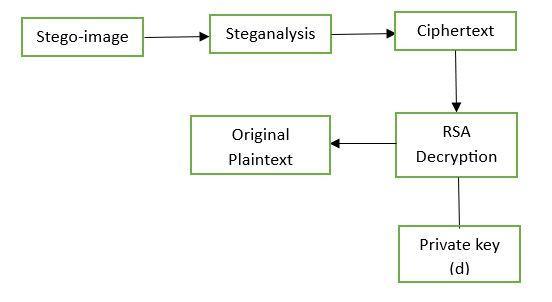 Stego-image
Steganalysis
Ciphertext
Original
Plaintext
RSA
Decryption
Private key
(d)